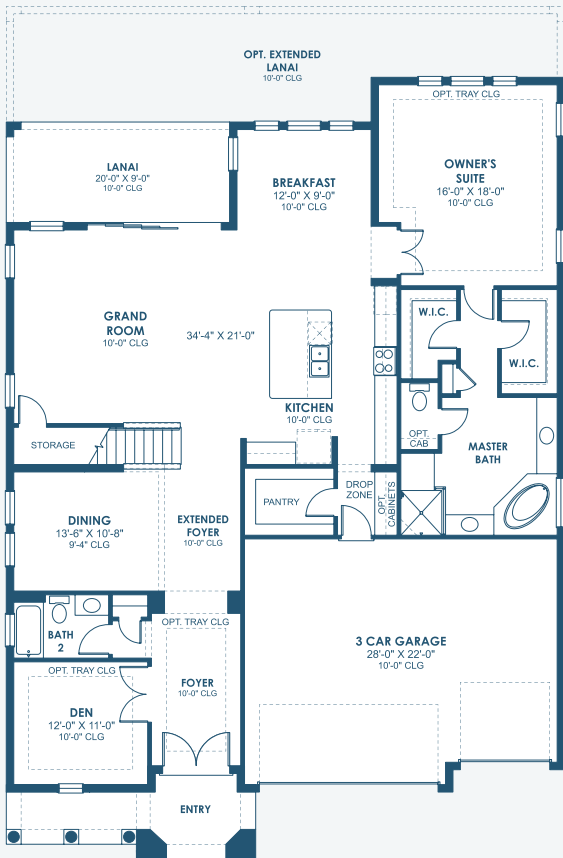 OPT. EXTENDED
LANAI
10'-0" CLG
OPT. TRAY CLG
LANAI
20'-0" X 9'-0"
10'-0" CLG
BREAKFAST
12'-0" X 9'-0"
10'-0" CLG
OWNER'S
SUITE
16'-0" X 18'-0"
10'-0" CLG
GRAND
ROOM
10'-0" CLG
34'-4" X 21'-0"
W.I.C.
W.I.C.
KITCHEN
10'-0" CLG
STORAGE
OPT.
CAB
MASTER
BATH
PANTRY
DROP
ZONE
OPT.
CABINETS
DINING
13'-6" X 10'-8"
9'-4" CLG
EXTENDED
FOYER
10'-0" CLG
BATH
2
OPT. TRAY CLG
3 CAR GARAGE
28'-0" X 22'-0"
10'-0" CLG
OPT. TRAY CLG
FOYER
10'-0" CLG
DEN
12'-0" X 11'-0"
10'-0" CLG
ENTRY